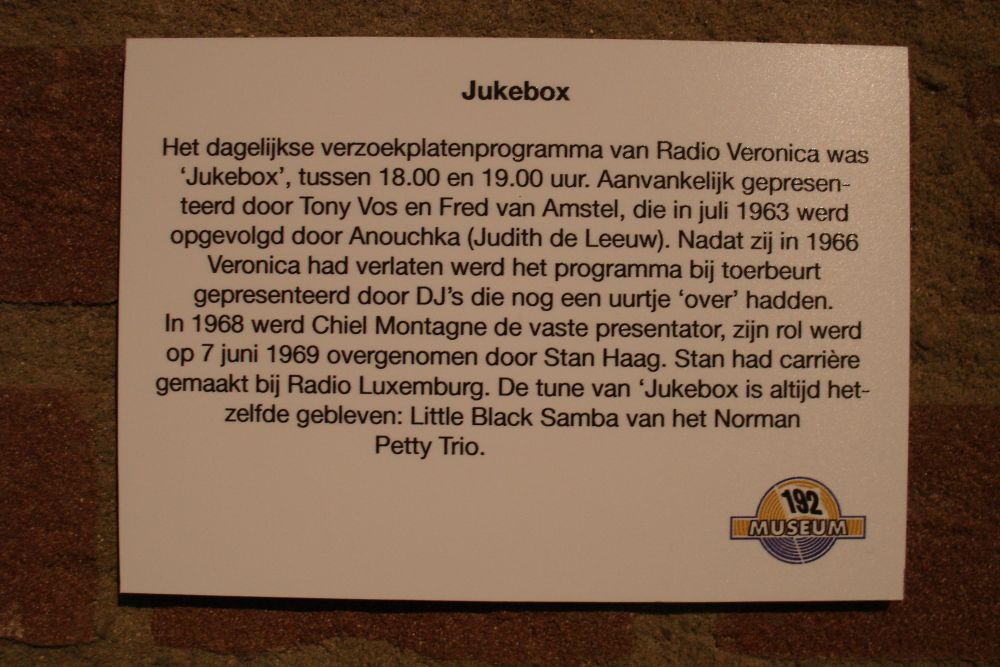 Jukebox
Het dagelijkse verzoekplatenprogramma van Radio Veronica was
‘Jukebox’, tussen 18.00 en 19.00 uur. Aanvankelijk gepresen-
teerd door Tony Vos en Fred van Amstel, die in juli 1963 werd
opgevolgd door Anouchka (Judith de Leeuw). Nadat zij in 1966
Veronica had verlaten werd het programma bij toerbeurt
gepresenteerd door DJ’s die nog een uurtje ‘over’ hadden.
In 1968 werd Chiel Montagne de vaste presentator, zijn rol werd
op 7 juni 1969 overgenomen door Stan Haag. Stan had carrière
gemaakt bij Radio Luxemburg. De tune van ‘Jukebox is altijd het-
zelfde gebleven: Little Black Samba van het Norman
Petty Trio.
192
MUSEUM